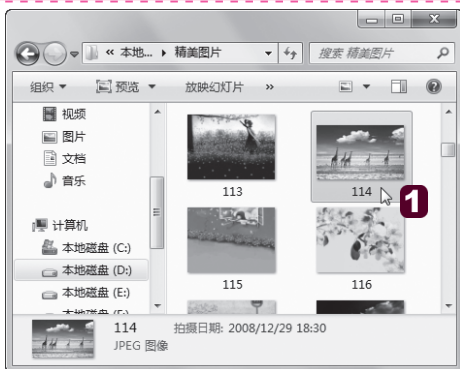 « 本地... ▸ 精美图片
搜索 精美图片
组织 ▼ 预览 ▼ 放映幻灯片 »
视频
图片
文档
音乐
计算机
本地磁盘 (C:)
本地磁盘 (D:)
本地磁盘 (E:)
113
114
1
115
116
114 拍摄日期: 2008/12/29 18:30
JPEG 图像